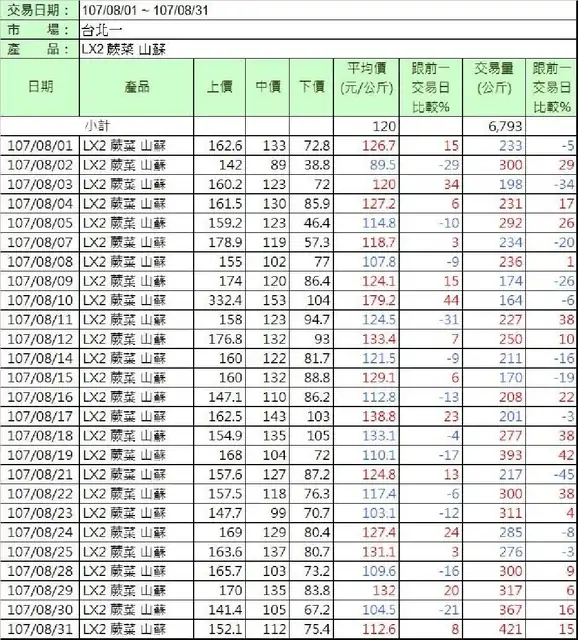 交易日期： 107/08/01 ~ 107/08/31
市　　場： 台北一
產　　品： LX2 蕨菜 山蘇
日期 產品 上價 中價 下價 平均價(元/公斤) 跟前一交易日比較% 交易量(公斤) 跟前一交易日比較%
小計 120 6,793
107/08/01 LX2 蕨菜 山蘇 162.6 133 72.8 126.7 15 233 -5
107/08/02 LX2 蕨菜 山蘇 142 89 38.8 89.5 -29 300 29
107/08/03 LX2 蕨菜 山蘇 160.2 123 72 120 34 198 -34
107/08/04 LX2 蕨菜 山蘇 161.5 130 85.9 127.2 6 231 17
107/08/05 LX2 蕨菜 山蘇 159.2 123 46.4 114.8 -10 292 26
107/08/07 LX2 蕨菜 山蘇 178.9 119 57.3 118.7 3 234 -20
107/08/08 LX2 蕨菜 山蘇 155 102 77 107.8 -9 236 1
107/08/09 LX2 蕨菜 山蘇 174 120 86.4 124.1 15 174 -26
107/08/10 LX2 蕨菜 山蘇 332.4 153 104 179.2 44 164 -6
107/08/11 LX2 蕨菜 山蘇 158 123 94.7 124.5 -31 227 38
107/08/12 LX2 蕨菜 山蘇 176.8 132 93 133.4 7 250 10
107/08/14 LX2 蕨菜 山蘇 160 122 81.7 121.5 -9 211 -16
107/08/15 LX2 蕨菜 山蘇 160 132 88.8 129.1 6 170 -19
107/08/16 LX2 蕨菜 山蘇 147.1 110 86.2 112.8 -13 208 22
107/08/17 LX2 蕨菜 山蘇 162.5 143 103 138.8 23 201 -3
107/08/18 LX2 蕨菜 山蘇 154.9 135 105 133.1 -4 277 38
107/08/19 LX2 蕨菜 山蘇 168 104 72 110.1 -17 393 42
107/08/21 LX2 蕨菜 山蘇 157.6 127 87.2 124.8 13 217 -45
107/08/22 LX2 蕨菜 山蘇 157.5 118 76.3 117.4 -6 300 38
107/08/23 LX2 蕨菜 山蘇 147.7 99 70.7 103.1 -12 311 4
107/08/24 LX2 蕨菜 山蘇 169 129 80.4 127.4 24 285 -8
107/08/25 LX2 蕨菜 山蘇 163.6 137 80.7 131.1 3 276 -3
107/08/28 LX2 蕨菜 山蘇 165.7 103 73.2 109.6 -16 300 9
107/08/29 LX2 蕨菜 山蘇 170 135 83.8 132 20 317 6
107/08/30 LX2 蕨菜 山蘇 141.4 105 67.2 104.5 -21 367 16
107/08/31 LX2 蕨菜 山蘇 152.1 112 75.4 112.6 8 421 15